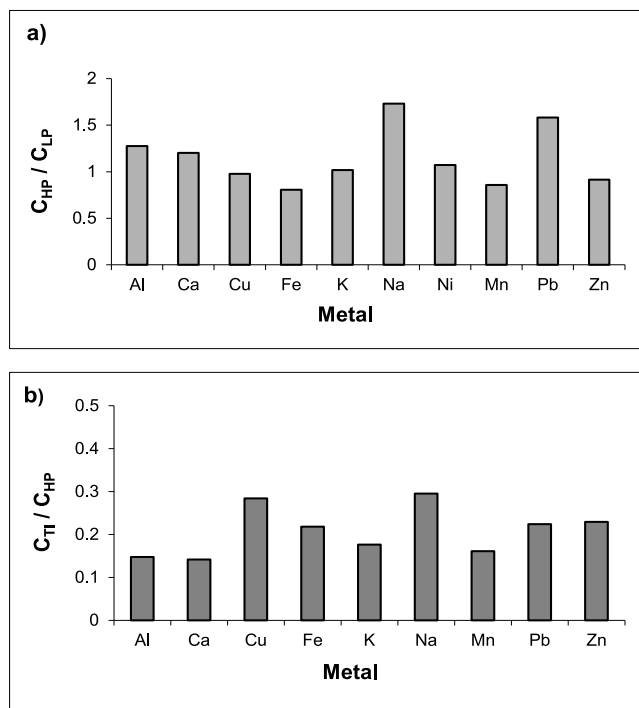 a)
2
1.5
1
0.5
0
C_HP / C_LP
Al Ca Cu Fe K Na Ni Mn Pb Zn
Metal
b)
0.5
0.4
0.3
0.2
0.1
0
C_TI / C_HP
Al Ca Cu Fe K Na Mn Pb Zn
Metal